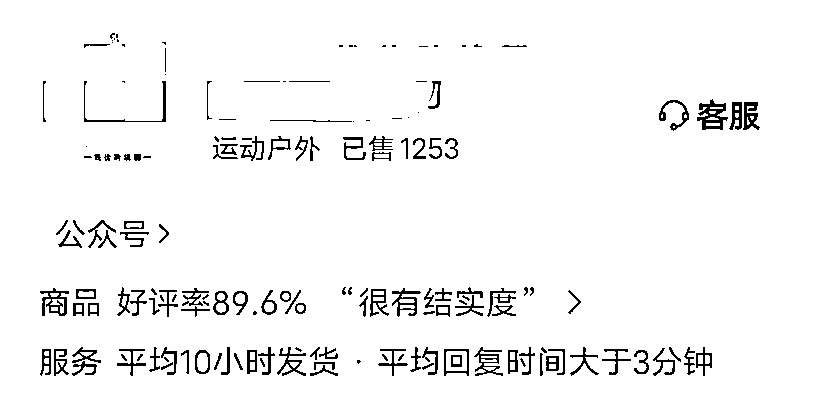 客服
运动户外 已售1253
公众号>
商品 好评率89.6% “很有结实度” >
服务 平均10小时发货 · 平均回复时间大于3分钟